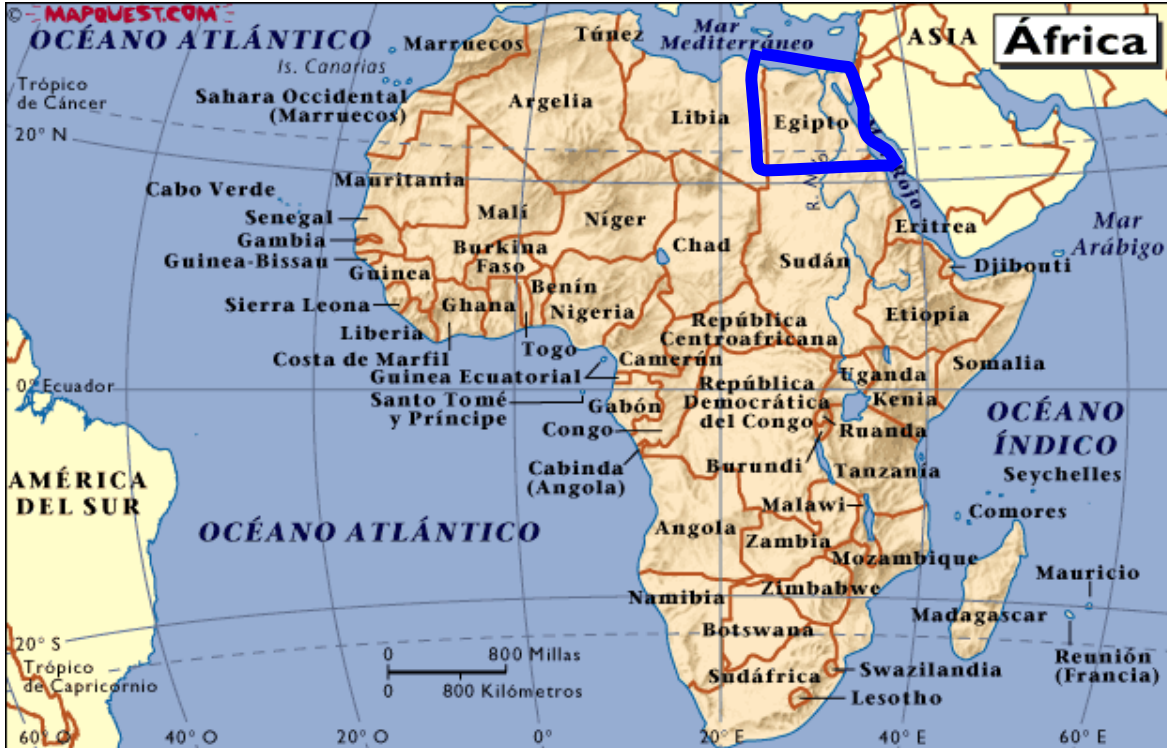 © MAPQUEST.COM
OCÉANO ATLÁNTICO
Marruecos
Túnez
Mar
Mediterráneo
ASIA
África
Is. Canarias
Trópico
de Cáncer
Sahara Occidental
(Marruecos)
Argelia
Libia
Egipto
20° N
Mauritania
R. Nilo
Rojo
Cabo Verde
Senegal
Malí
Níger
Chad
Sudán
Eritrea
Mar
Arábigo
Gambia
Guinea-Bissau
Burkina
Faso
Djibouti
Guinea
Benín
Sierra Leona
Ghana
Nigeria
Etiopía
Liberia
República
Centroafricana
Costa de Marfil
Togo
Camerún
Somalia
0° Ecuador
Guinea Ecuatorial
República
Democrática
del Congo
Uganda
Kenia
Santo Tomé
y Príncipe
Gabón
OCÉANO
ÍNDICO
Congo
Ruanda
AMÉRICA
DEL SUR
Cabinda
(Angola)
Burundi
Tanzanía
Seychelles
Malawi
Comores
OCÉANO ATLÁNTICO
Angola
Zambia
Mozambique
Mauricio
Namibia
Zimbabwe
Madagascar
Botswana
20° S
Trópico
de Capricornio
0 800 Millas
0 800 Kilómetros
Sudáfrica
Swazilandia
Reunión
(Francia)
Lesotho
60° O
40° O
20° O
0°
20° E
40° E
60° E